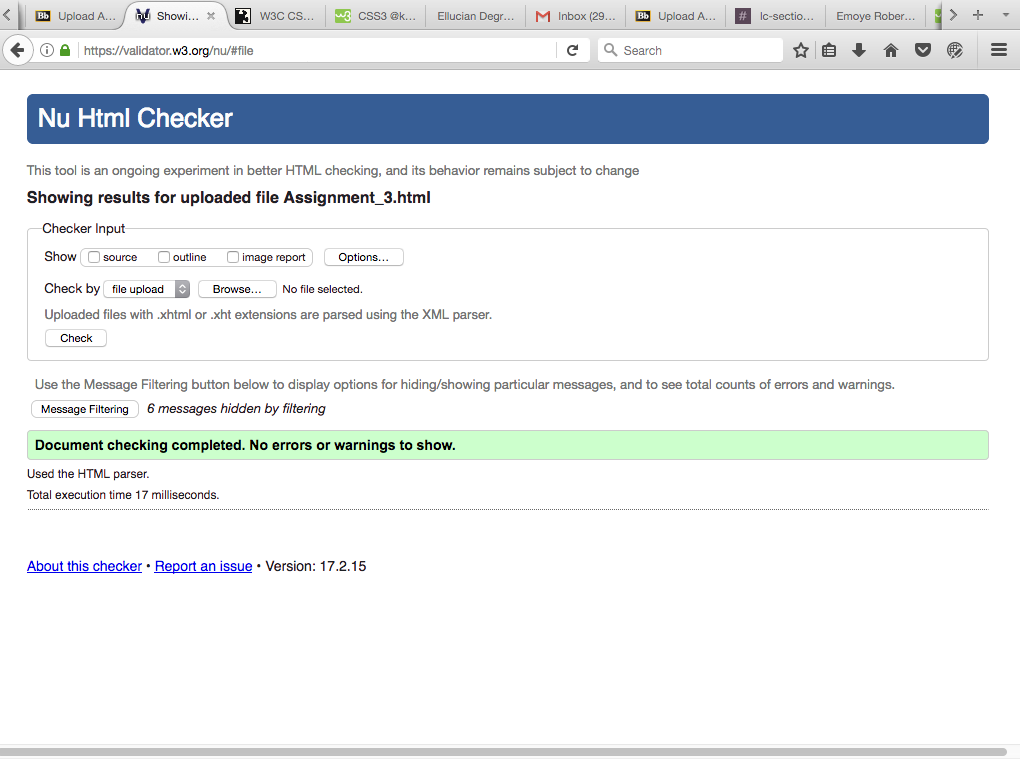 Bb Upload A... Showi... W3C CS... w3 CSS3 @k... Ellucian Degr... Inbox (29... Bb Upload A... # lc-sectio... Emoye Rober...
https://validator.w3.org/nu/#file Search
Nu Html Checker
This tool is an ongoing experiment in better HTML checking, and its behavior remains subject to change
Showing results for uploaded file Assignment_3.html
Checker Input
Show source outline image report Options...
Check by file upload Browse... No file selected.
Uploaded files with .xhtml or .xht extensions are parsed using the XML parser.
Check
Use the Message Filtering button below to display options for hiding/showing particular messages, and to see total counts of errors and warnings.
Message Filtering 6 messages hidden by filtering
Document checking completed. No errors or warnings to show.
Used the HTML parser.
Total execution time 17 milliseconds.
About this checker • Report an issue • Version: 17.2.15